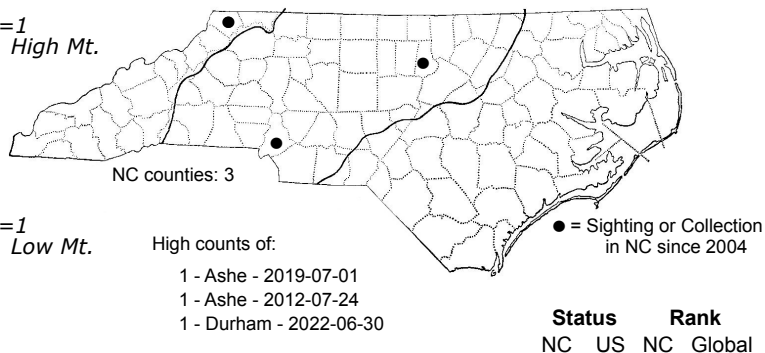 =1
High Mt.
NC counties: 3
=1
Low Mt.
High counts of:
1 - Ashe - 2019-07-01
1 - Ashe - 2012-07-24
1 - Durham - 2022-06-30
● = Sighting or Collection
in NC since 2004
Status Rank
NC US NC Global